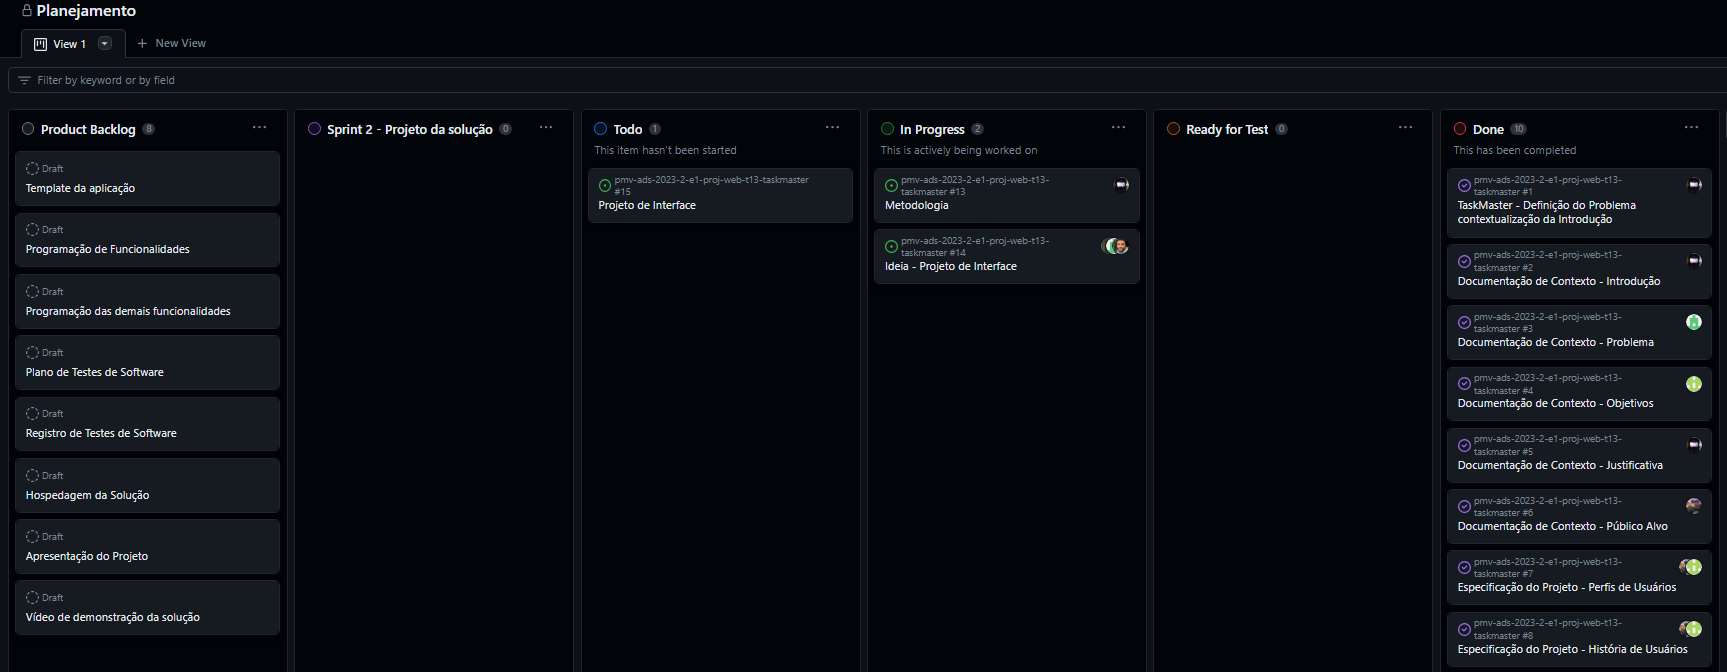 Planejamento
View 1
New View
Filter by keyword or by field
Product Backlog 8
Draft
Template da aplicação
Draft
Programação de Funcionalidades
Draft
Programação das demais funcionalidades
Draft
Plano de Testes de Software
Draft
Registro de Testes de Software
Draft
Hospedagem da Solução
Draft
Apresentação do Projeto
Draft
Vídeo de demonstração da solução
Sprint 2 - Projeto da solução 0
Todo 1
This item hasn't been started
pmv-ads-2023-2-e1-proj-web-t13-taskmaster
#15
Projeto de Interface
In Progress 2
This is actively being worked on
pmv-ads-2023-2-e1-proj-web-t13-
taskmaster #13
Metodologia
pmv-ads-2023-2-e1-proj-web-t13-
taskmaster #14
Ideia - Projeto de Interface
Ready for Test 0
Done 10
This has been completed
pmv-ads-2023-2-e1-proj-web-t13-
taskmaster #1
TaskMaster - Definição do Problema
contextualização da Introdução
pmv-ads-2023-2-e1-proj-web-t13-
taskmaster #2
Documentação de Contexto - Introdução
pmv-ads-2023-2-e1-proj-web-t13-
taskmaster #3
Documentação de Contexto - Problema
pmv-ads-2023-2-e1-proj-web-t13-
taskmaster #4
Documentação de Contexto - Objetivos
pmv-ads-2023-2-e1-proj-web-t13-
taskmaster #5
Documentação de Contexto - Justificativa
pmv-ads-2023-2-e1-proj-web-t13-
taskmaster #6
Documentação de Contexto - Público Alvo
pmv-ads-2023-2-e1-proj-web-t13-
taskmaster #7
Especificação do Projeto - Perfis de Usuários
pmv-ads-2023-2-e1-proj-web-t13-
taskmaster #8
Especificação do Projeto - História de Usuários